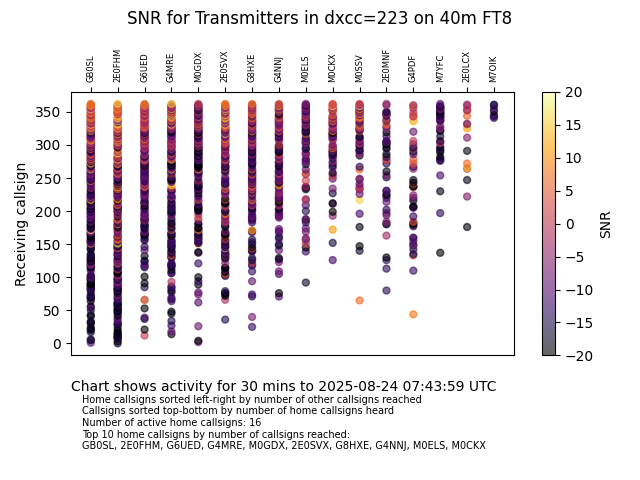 SNR for Transmitters in dxcc=223 on 40m FT8
GB0SL 2E0FHM G6UED G4MRE M0GDX 2E0SVX G8HXE G4NNJ M0ELS M0CKX M0SSV 2E0MNF G4PDF M7YFC 2E0LCX M7OIK
350
300
250
200
150
100
50
0
Receiving callsign
20
15
10
5
0
−5
−10
−15
−20
SNR
Chart shows activity for 30 mins to 2025-08-24 07:43:59 UTC
Home callsigns sorted left-right by number of other callsigns reached
Callsigns sorted top-bottom by number of home callsigns heard
Number of active home callsigns: 16
Top 10 home callsigns by number of callsigns reached:
GB0SL, 2E0FHM, G6UED, G4MRE, M0GDX, 2E0SVX, G8HXE, G4NNJ, M0ELS, M0CKX